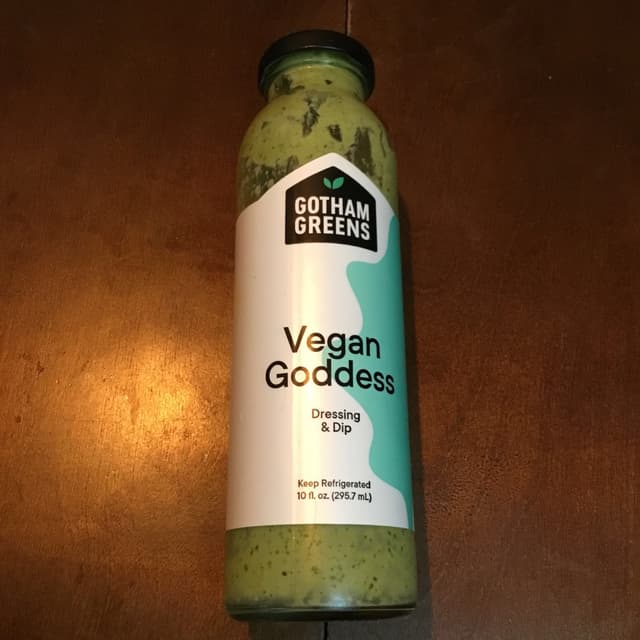 GOTHAM
GREENS
Vegan
Goddess
Dressing
& Dip
Keep Refrigerated
10 fl. oz. (295.7 mL)